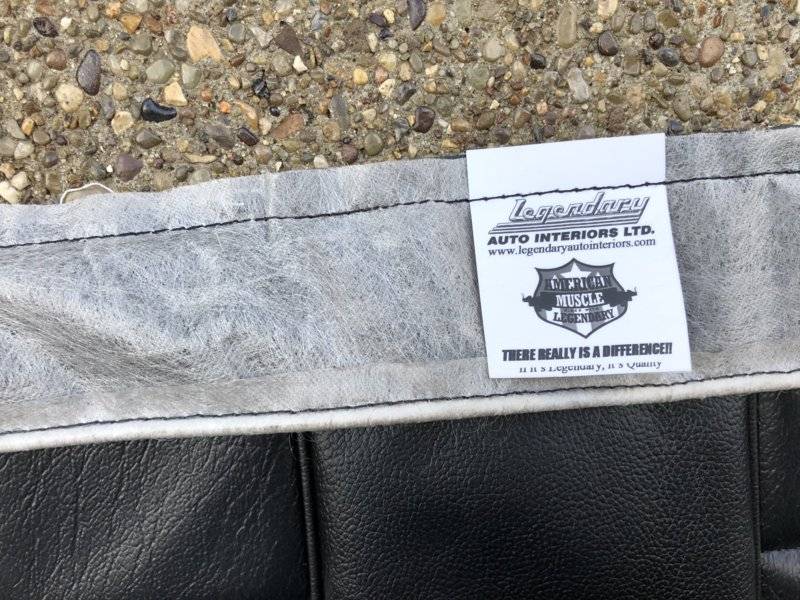 Legendary
AUTO INTERIORS LTD.
www.legendaryautointeriors.com
AMERICAN
MUSCLE
LEGENDARY
THERE REALLY IS A DIFFERENCE!!
If it's Legendary, it's Quality